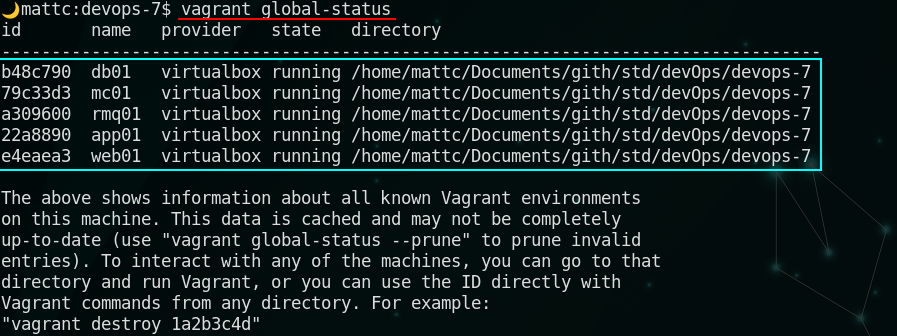 🌙mattc:devops-7$ vagrant global-status
id       name   provider   state   directory
----------------------------------------------------------------------------------
b48c790  db01   virtualbox running /home/mattc/Documents/gith/std/devOps/devops-7
79c33d3  mc01   virtualbox running /home/mattc/Documents/gith/std/devOps/devops-7
a309600  rmq01  virtualbox running /home/mattc/Documents/gith/std/devOps/devops-7
22a8890  app01  virtualbox running /home/mattc/Documents/gith/std/devOps/devops-7
e4eaea3  web01  virtualbox running /home/mattc/Documents/gith/std/devOps/devops-7
The above shows information about all known Vagrant environments
on this machine. This data is cached and may not be completely
up-to-date (use "vagrant global-status --prune" to prune invalid
entries). To interact with any of the machines, you can go to that
directory and run Vagrant, or you can use the ID directly with
Vagrant commands from any directory. For example:
"vagrant destroy 1a2b3c4d"